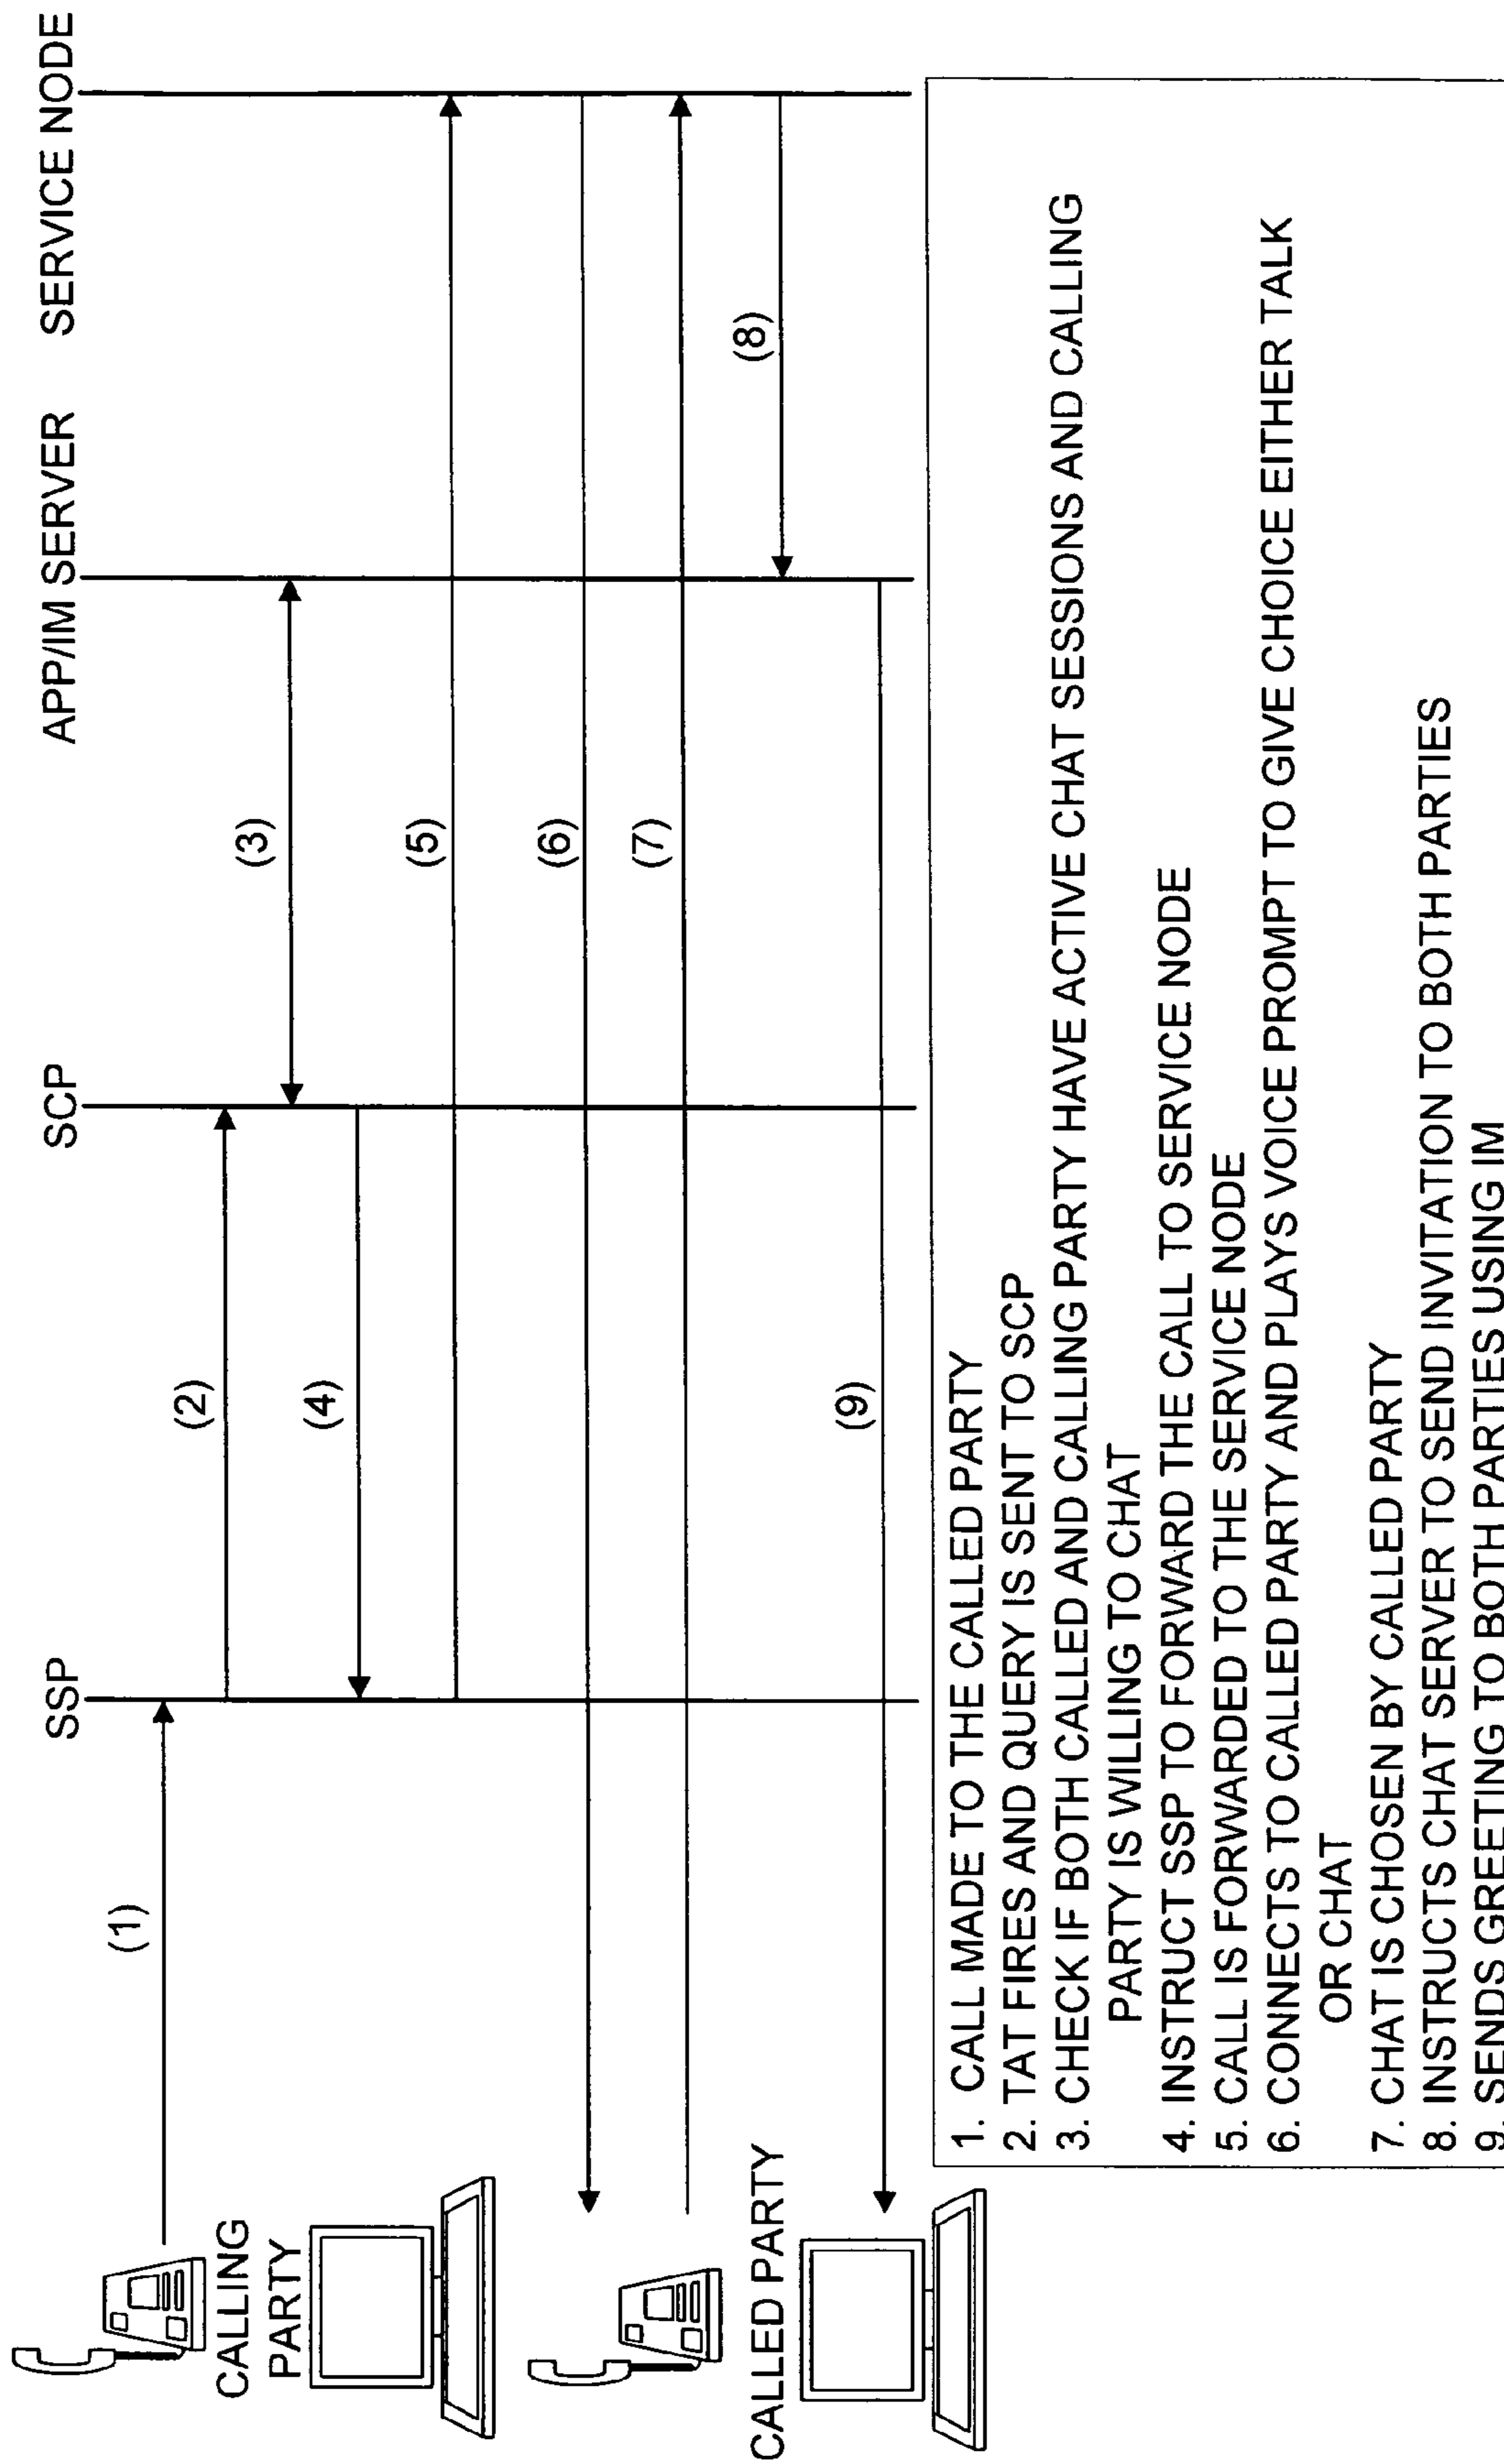 SSP
SCP
APP/IM SERVER
SERVICE NODE
(1)
(2)
(3)
(4)
(5)
(6)
(7)
(8)
(9)
CALLING
PARTY
CALLED PARTY
1. CALL MADE TO THE CALLED PARTY
2. TAT FIRES AND QUERY IS SENT TO SCP
3. CHECK IF BOTH CALLED AND CALLING PARTY HAVE ACTIVE CHAT SESSIONS AND CALLING
PARTY IS WILLING TO CHAT
4. INSTRUCT SSP TO FORWARD THE CALL TO SERVICE NODE
5. CALL IS FORWARDED TO THE SERVICE NODE
6. CONNECTS TO CALLED PARTY AND PLAYS VOICE PROMPT TO GIVE CHOICE EITHER TALK
OR CHAT
7. CHAT IS CHOSEN BY CALLED PARTY
8. INSTRUCTS CHAT SERVER TO SEND INVITATION TO BOTH PARTIES
9. SENDS GREETING TO BOTH PARTIES USING IM